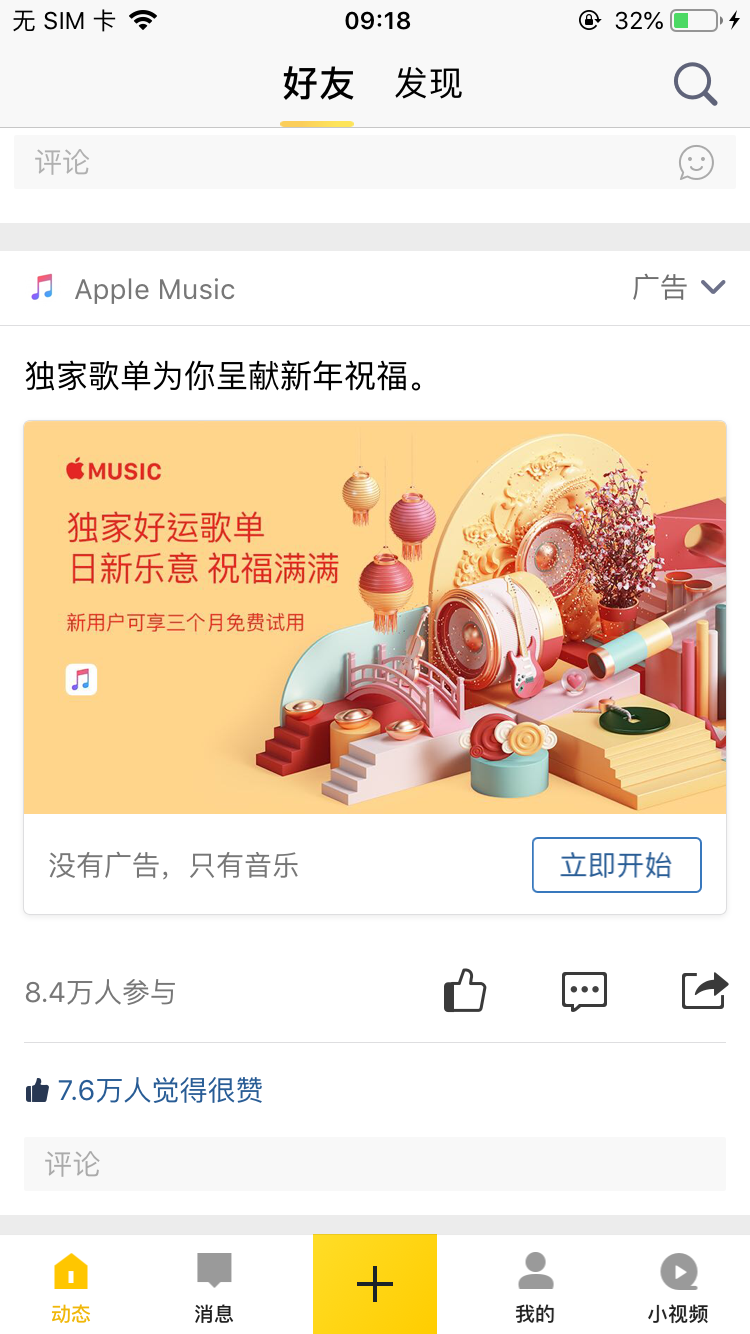 无 SIM 卡 09:18 32%
好友 发现
评论
Apple Music 广告
独家歌单为你呈献新年祝福。
MUSIC
独家好运歌单
日新乐意 祝福满满
新用户可享三个月免费试用
没有广告，只有音乐 立即开始
8.4万人参与
7.6万人觉得很赞
评论
动态 消息 我的 小视频